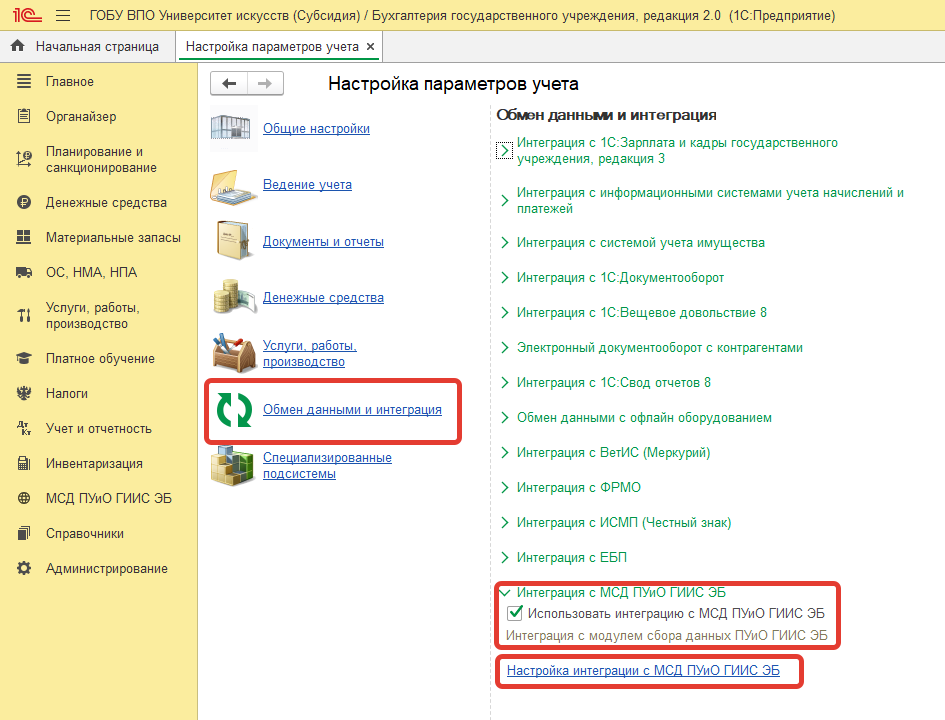 1С ГОБУ ВПО Университет искусств (Субсидия) / Бухгалтерия государственного учреждения, редакция 2.0 (1С:Предприятие)
Начальная страница
Настройка параметров учета ×
Главное
Органайзер
Планирование и
санкционирование
Денежные средства
Материальные запасы
ОС, НМА, НПА
Услуги, работы,
производство
Платное обучение
Налоги
Дт Кт Учет и отчетность
Инвентаризация
МСД ПУиО ГИИС ЭБ
Справочники
Администрирование
Настройка параметров учета
Общие настройки
Ведение учета
Документы и отчеты
Денежные средства
Услуги, работы,
производство
Обмен данными и интеграция
Специализированные
подсистемы
Обмен данными и интеграция
Интеграция с 1С:Зарплата и кадры государственного
учреждения, редакция 3
Интеграция с информационными системами учета начислений и
платежей
Интеграция с системой учета имущества
Интеграция с 1С:Документооборот
Интеграция с 1С:Вещевое довольствие 8
Электронный документооборот с контрагентами
Интеграция с 1С:Свод отчетов 8
Обмен данными с офлайн оборудованием
Интеграция с ВетИС (Меркурий)
Интеграция с ФРМО
Интеграция с ИСМП (Честный знак)
Интеграция с ЕБП
Интеграция с МСД ПУиО ГИИС ЭБ
Использовать интеграцию с МСД ПУиО ГИИС ЭБ
Интеграция с модулем сбора данных ПУиО ГИИС ЭБ
Настройка интеграции с МСД ПУиО ГИИС ЭБ